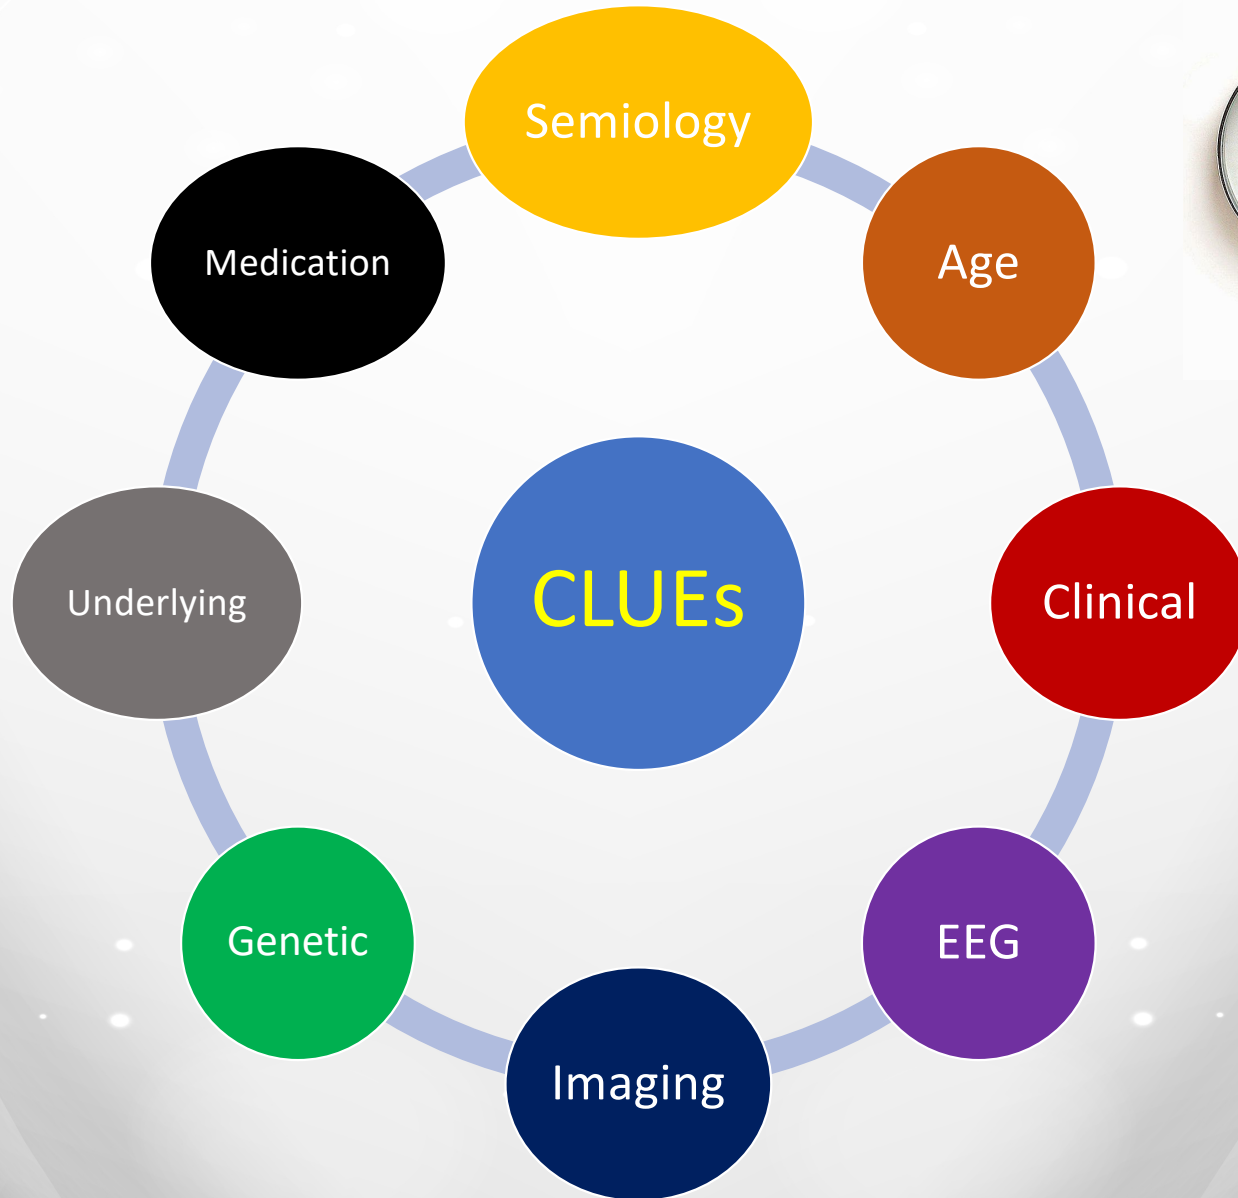 Semiology
Age
Clinical
EEG
Imaging
Genetic
Underlying
Medication
CLUEs